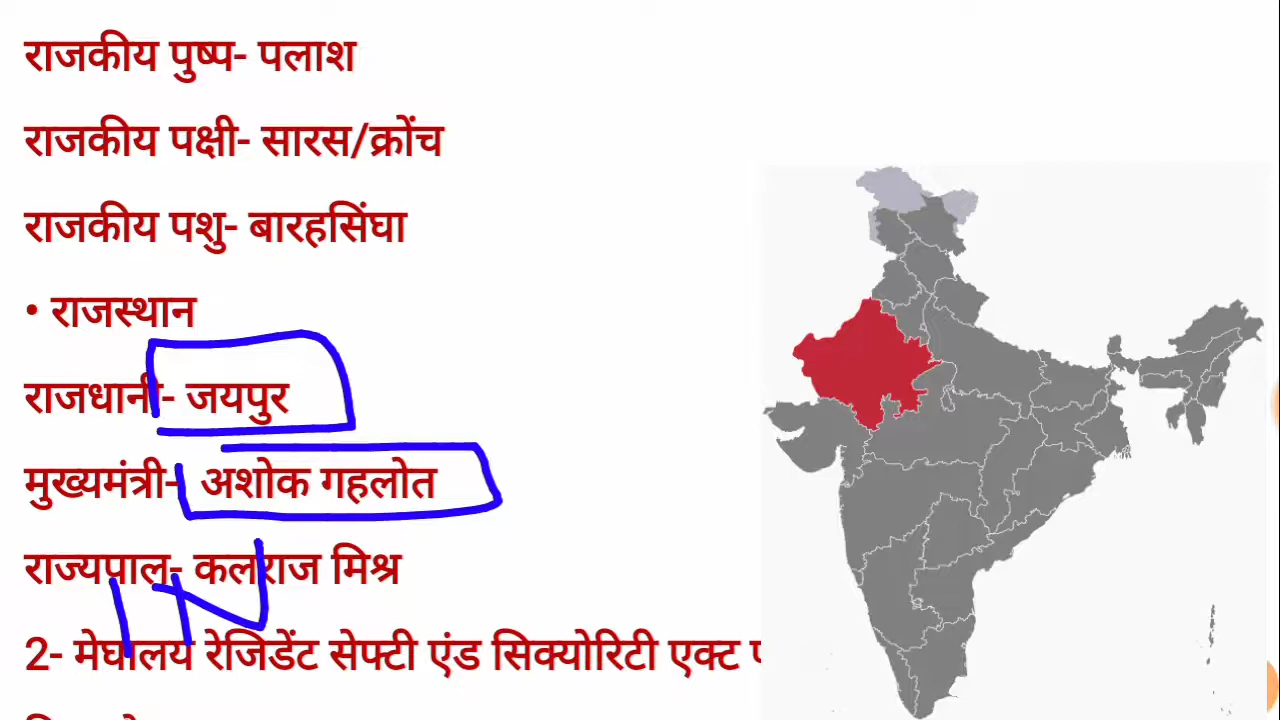 राजकीय पुष्प- पलाश
राजकीय पक्षी- सारस/क्रोंच
राजकीय पशु- बारहसिंघा
• राजस्थान
राजधानी- जयपुर
मुख्यमंत्री- अशोक गहलोत
राज्यपाल- कलराज मिश्र
IN
2- मेघालय रेजिडेंट सेफ्टी एंड सिक्योरिटी एक्ट